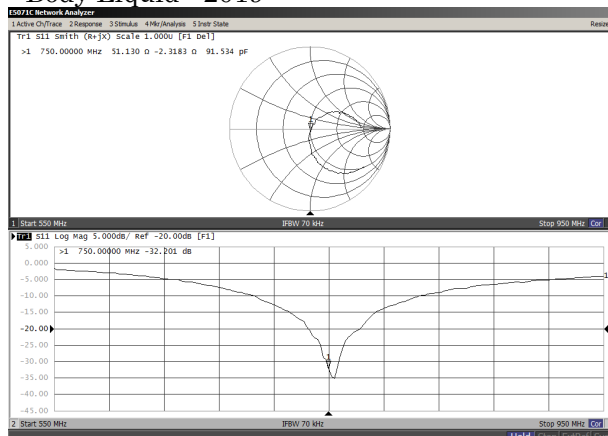 Body Liquid - 2018
E5071C Network Analyzer
1 Active Ch/Trace 2 Response 3 Stimulus 4 Mkr/Analysis 5 Instr State
Resize
Tr1 S11 Smith (R+jX) Scale 1.000U [F1 Del]
>1 750.00000 MHz 51.130 Ω -2.3183 Ω 91.534 pF
1
1 Start 550 MHz IFBW 70 kHz Stop 950 MHz Cor
Tr1 S11 Log Mag 5.000dB/ Ref -20.00dB [F1]
5.000
>1 750.00000 MHz -32.201 dB
0.000
1
-5.000
-10.00
-15.00
-20.00
-25.00
-30.00
1
-35.00
-40.00
-45.00
2 Start 550 MHz IFBW 70 kHz Stop 950 MHz Cor